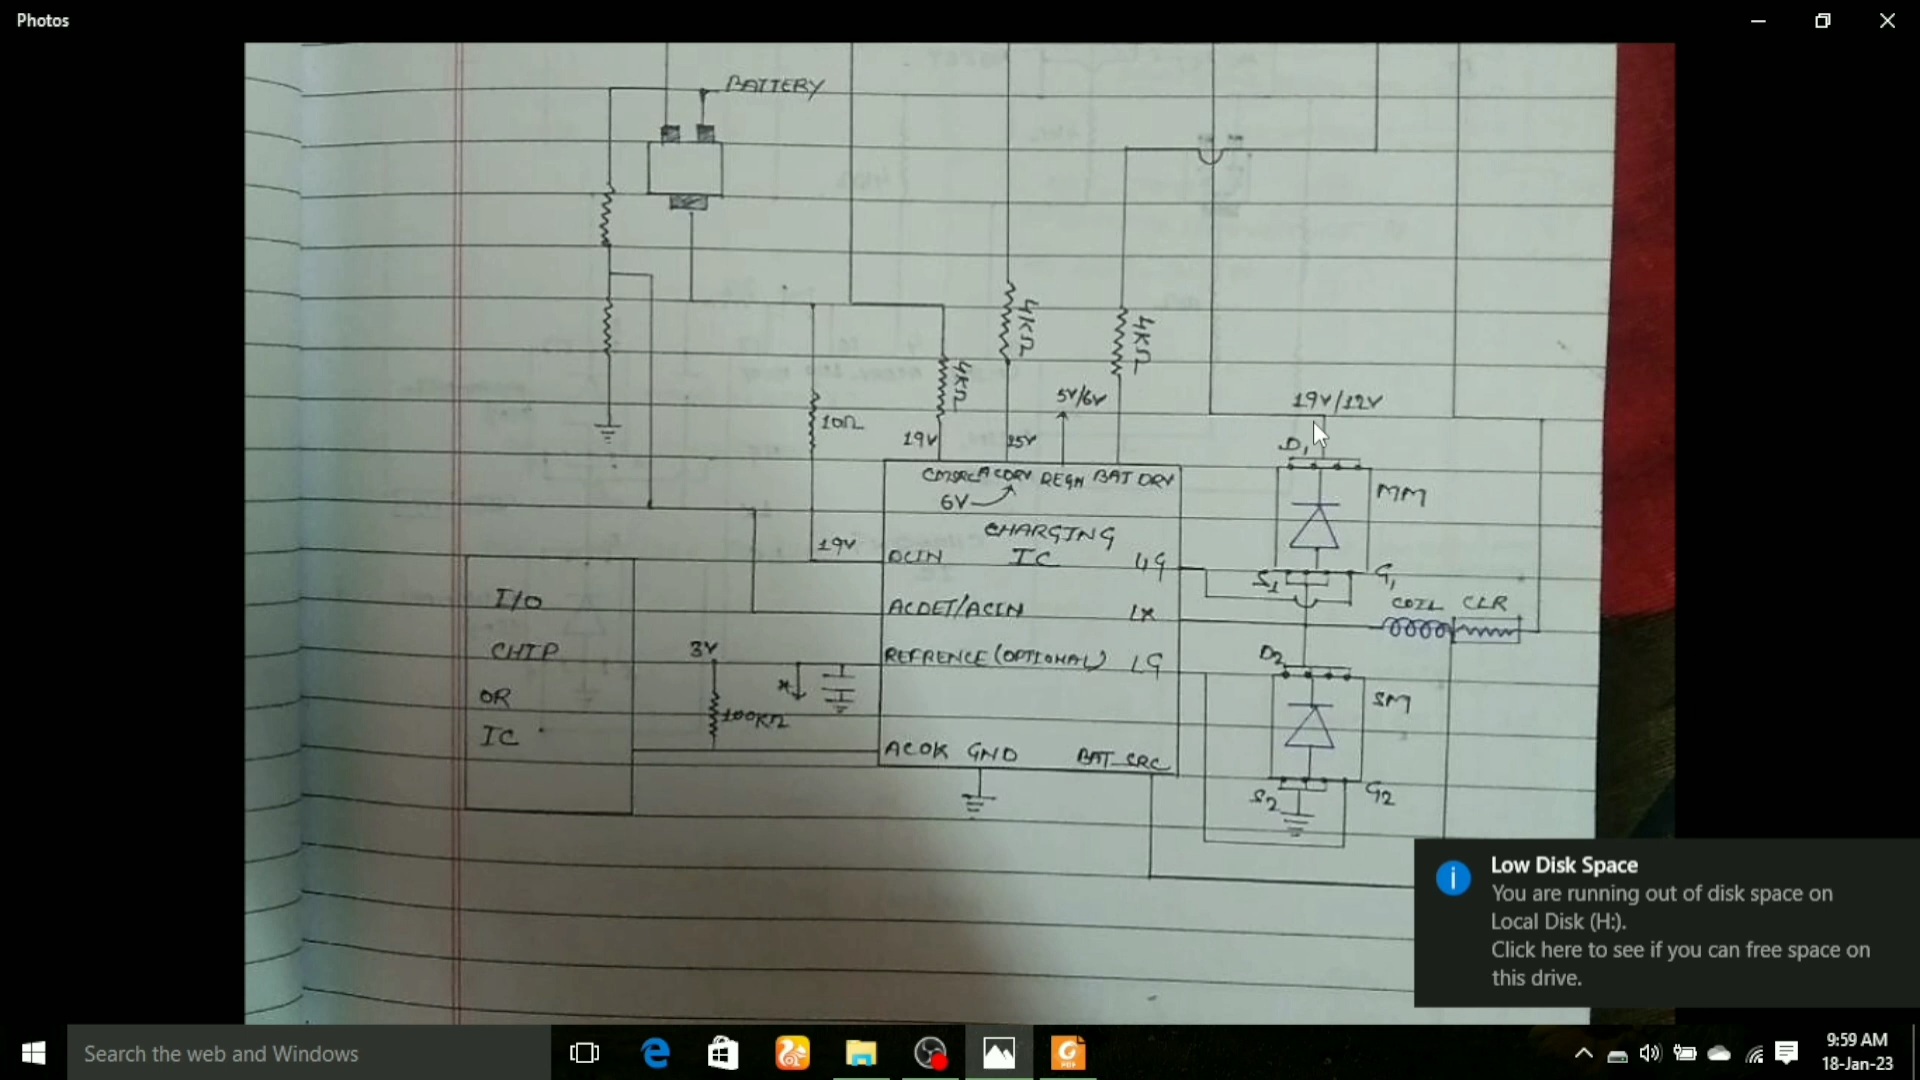 Photos
BATTERY
4KΩ
4KΩ
4KΩ
5V/6V
19V/12V
10Ω
19V
25V
D1
CMSRC ACDRV REGN BAT DRV
6V
MM
CHARGING
IC
19V
DCIN
UG
S1
G1
I/O
ACDET/ACIN
LX
COIL CLR
CHIP
3V
REFRENCE (OPTIONAL)
LG
D2
OR
100KΩ
SM
IC
ACOK GND
BAT_SRC
S2
G2
Low Disk Space
You are running out of disk space on
Local Disk (H:).
Click here to see if you can free space on
this drive.
Search the web and Windows
PDF
9:59 AM
18-Jan-23